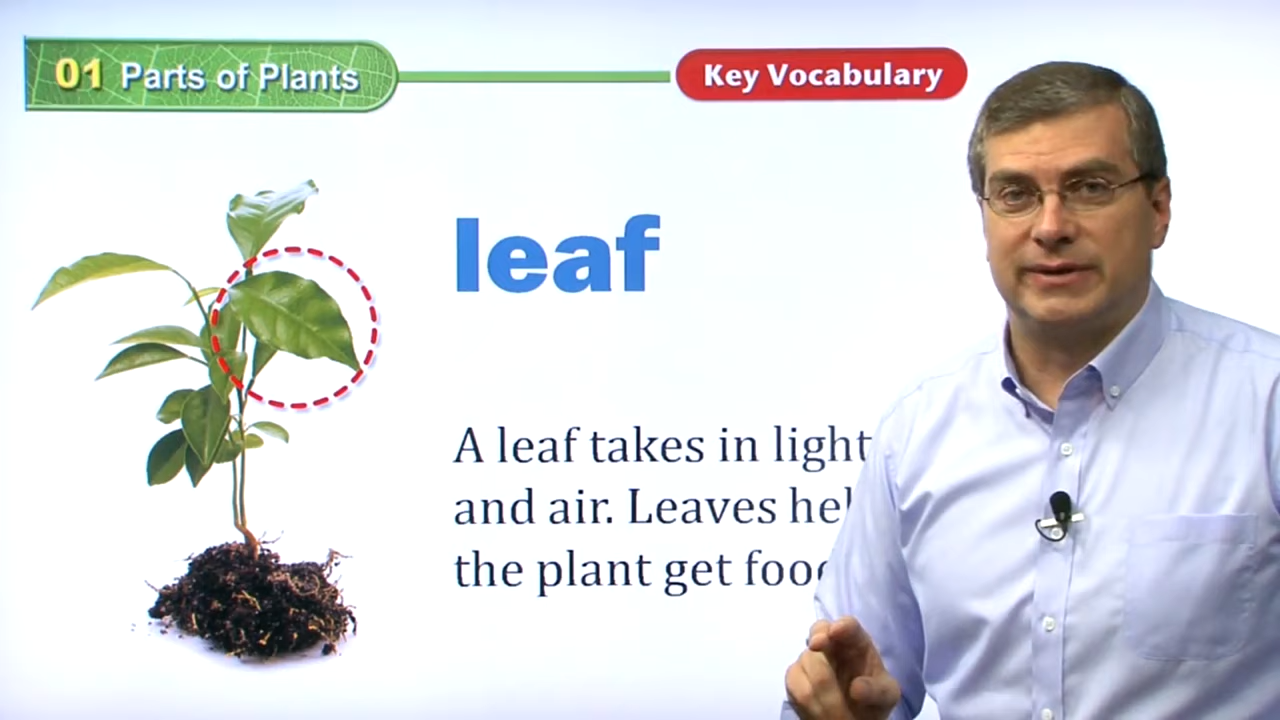 01 Parts of Plants
Key Vocabulary
leaf
A leaf takes in light
and air. Leaves
the plant get